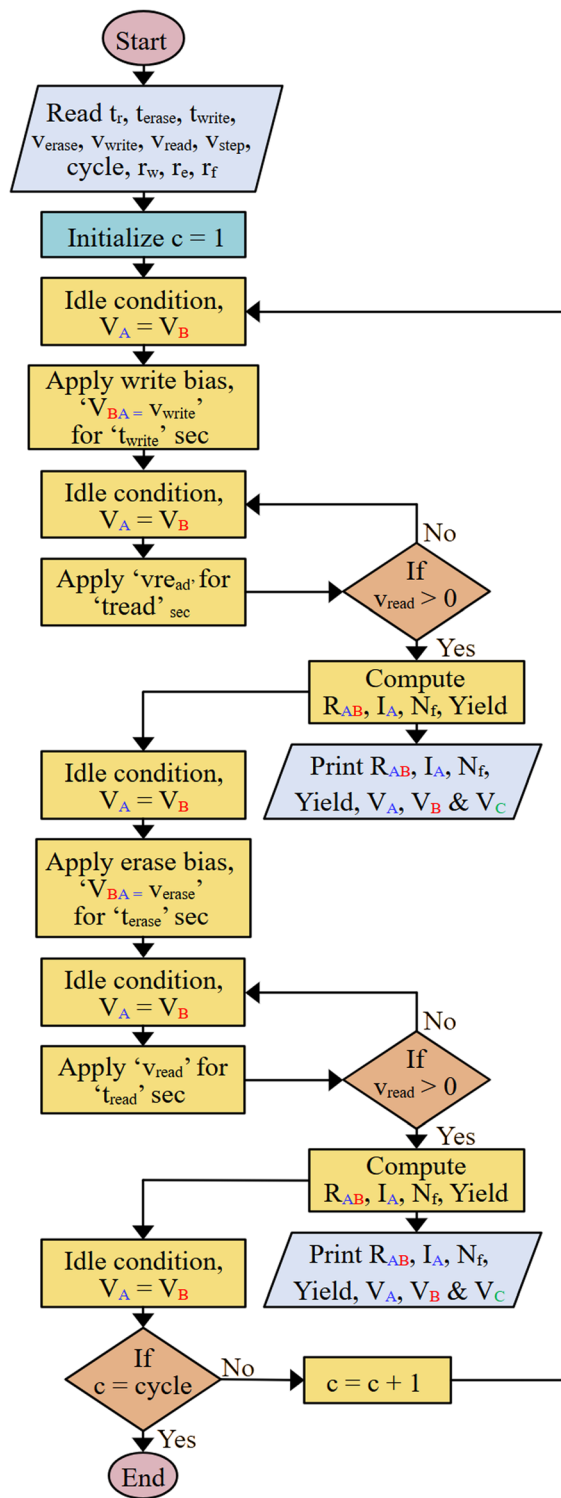 Start
Read tr, terase, twrite,
verase, vwrite, vread, vstep,
cycle, rw, re, rf
Initialize c = 1
Idle condition,
VA = VB
Apply write bias,
‘VBA = vwrite’
for ‘twrite’ sec
Idle condition,
VA = VB
No
Apply ‘vread’ for
‘tread’ sec
If
vread > 0
Yes
Compute
RAB, IA, Nf, Yield
Print RAB, IA, Nf,
Yield, VA, VB & VC
Idle condition,
VA = VB
Apply erase bias,
‘VBA = verase’
for ‘terase’ sec
Idle condition,
VA = VB
No
Apply ‘vread’ for
‘tread’ sec
If
vread > 0
Yes
Compute
RAB, IA, Nf, Yield
Print RAB, IA, Nf,
Yield, VA, VB & VC
Idle condition,
VA = VB
If
c = cycle
No
c = c + 1
Yes
End